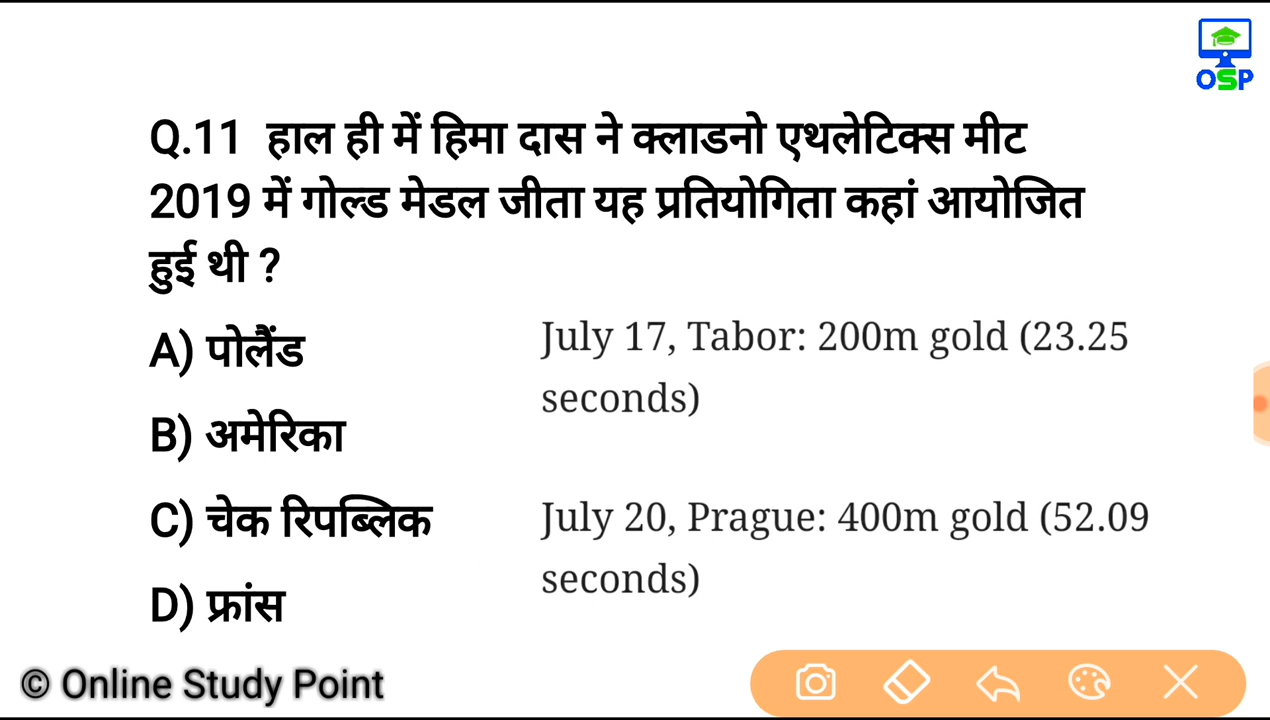 OSP
Q.11 हाल ही में हिमा दास ने क्लाडनो एथलेटिक्स मीट
2019 में गोल्ड मेडल जीता यह प्रतियोगिता कहां आयोजित
हुई थी ?
A) पोलैंड
B) अमेरिका
C) चेक रिपब्लिक
D) फ्रांस
July 17, Tabor: 200m gold (23.25
seconds)
July 20, Prague: 400m gold (52.09
seconds)
© Online Study Point